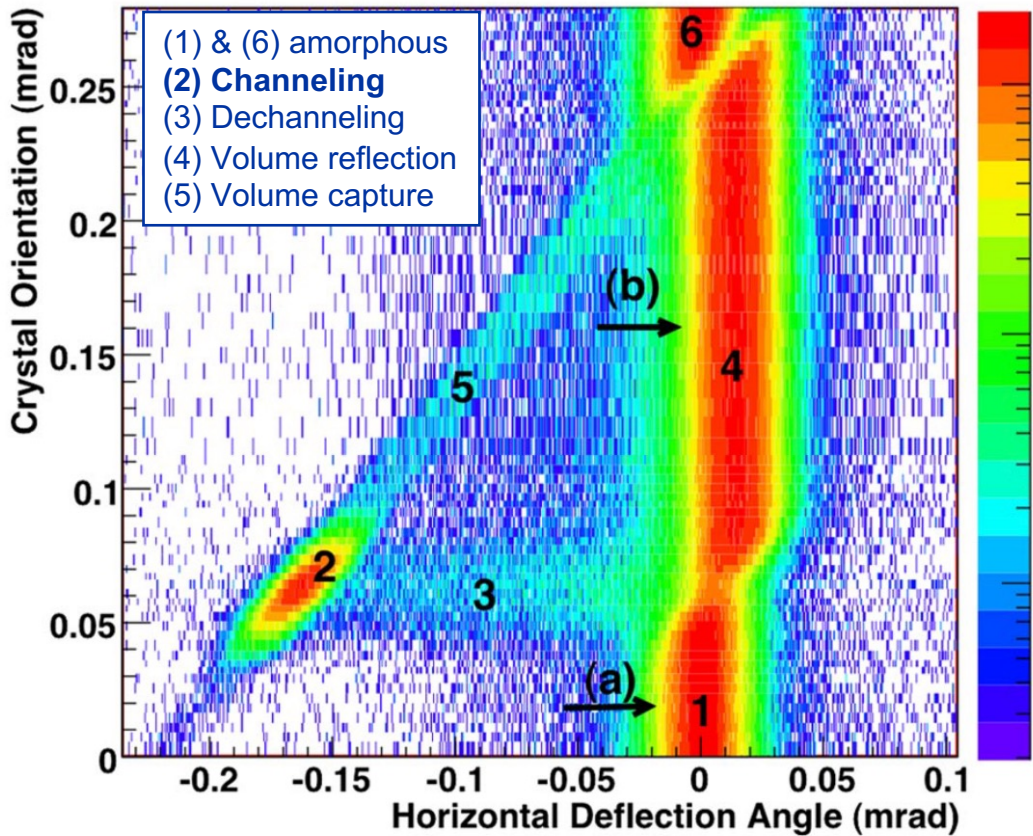 (1) & (6) amorphous
(2) Channeling
(3) Dechanneling
(4) Volume reflection
(5) Volume capture
6
(b)
4
5
2
3
(a)
1
Crystal Orientation (mrad)
0.25
0.2
0.15
0.1
0.05
0
-0.2 -0.15 -0.1 -0.05 0 0.05 0.1
Horizontal Deflection Angle (mrad)